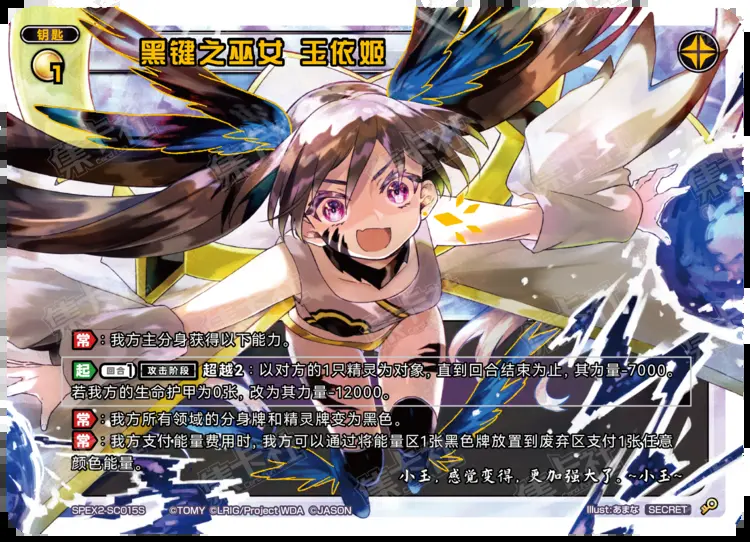 钥匙
黑键之巫女 玉依姬
1
常：我方主分身获得以下能力。
起 回合1 攻击阶段 超越2：以对方的1只精灵为对象，直到回合结束为止，其力量-7000。
若我方的生命护甲为0张，改为其力量-12000。
常：我方所有领域的分身牌和精灵牌变为黑色。
常：我方支付能量费用时，我方可以通过将能量区1张黑色牌放置到废弃区支付1张任意
颜色能量。
小玉，感觉变得，更加强大了。~小玉~
SPEX2-SC015S ©TOMY ©LRIG/Project WDA ©JASON Illust:あまな SECRET